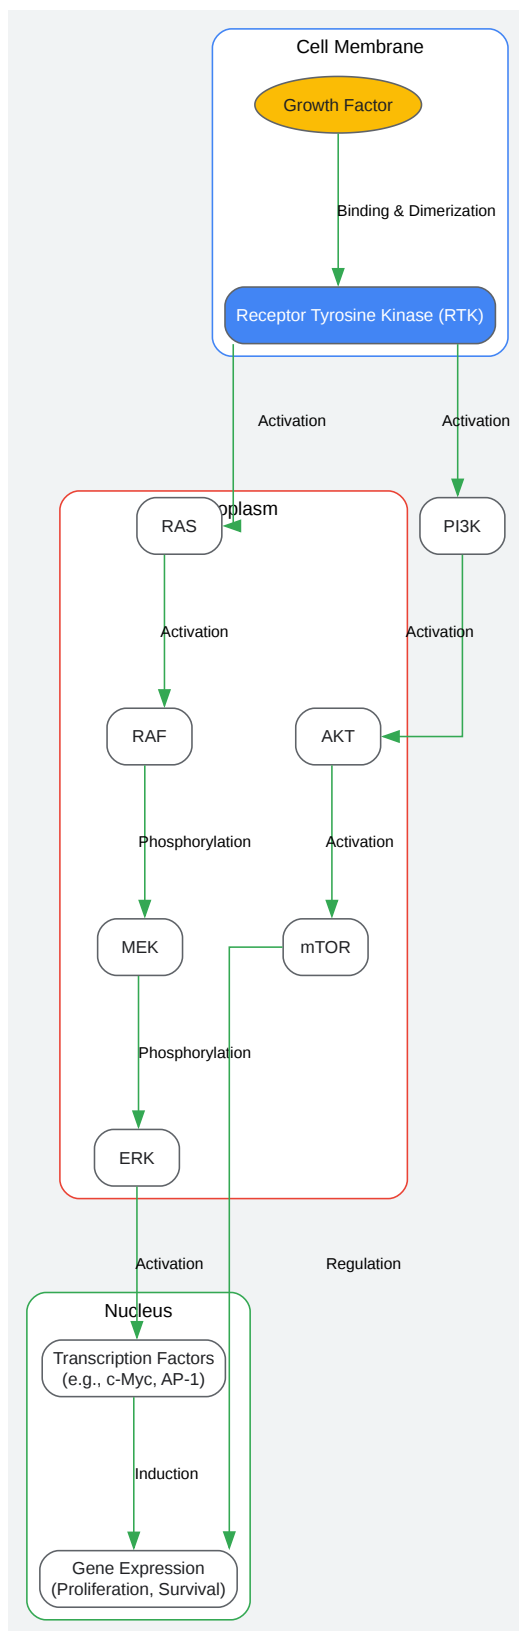 Cell Membrane
Growth Factor
Binding & Dimerization
Receptor Tyrosine Kinase (RTK)
Activation
Activation
oplasm
RAS
PI3K
Activation
Activation
RAF
AKT
Phosphorylation
Activation
MEK
mTOR
Phosphorylation
ERK
Activation
Regulation
Nucleus
Transcription Factors
(e.g., c-Myc, AP-1)
Induction
Gene Expression
(Proliferation, Survival)